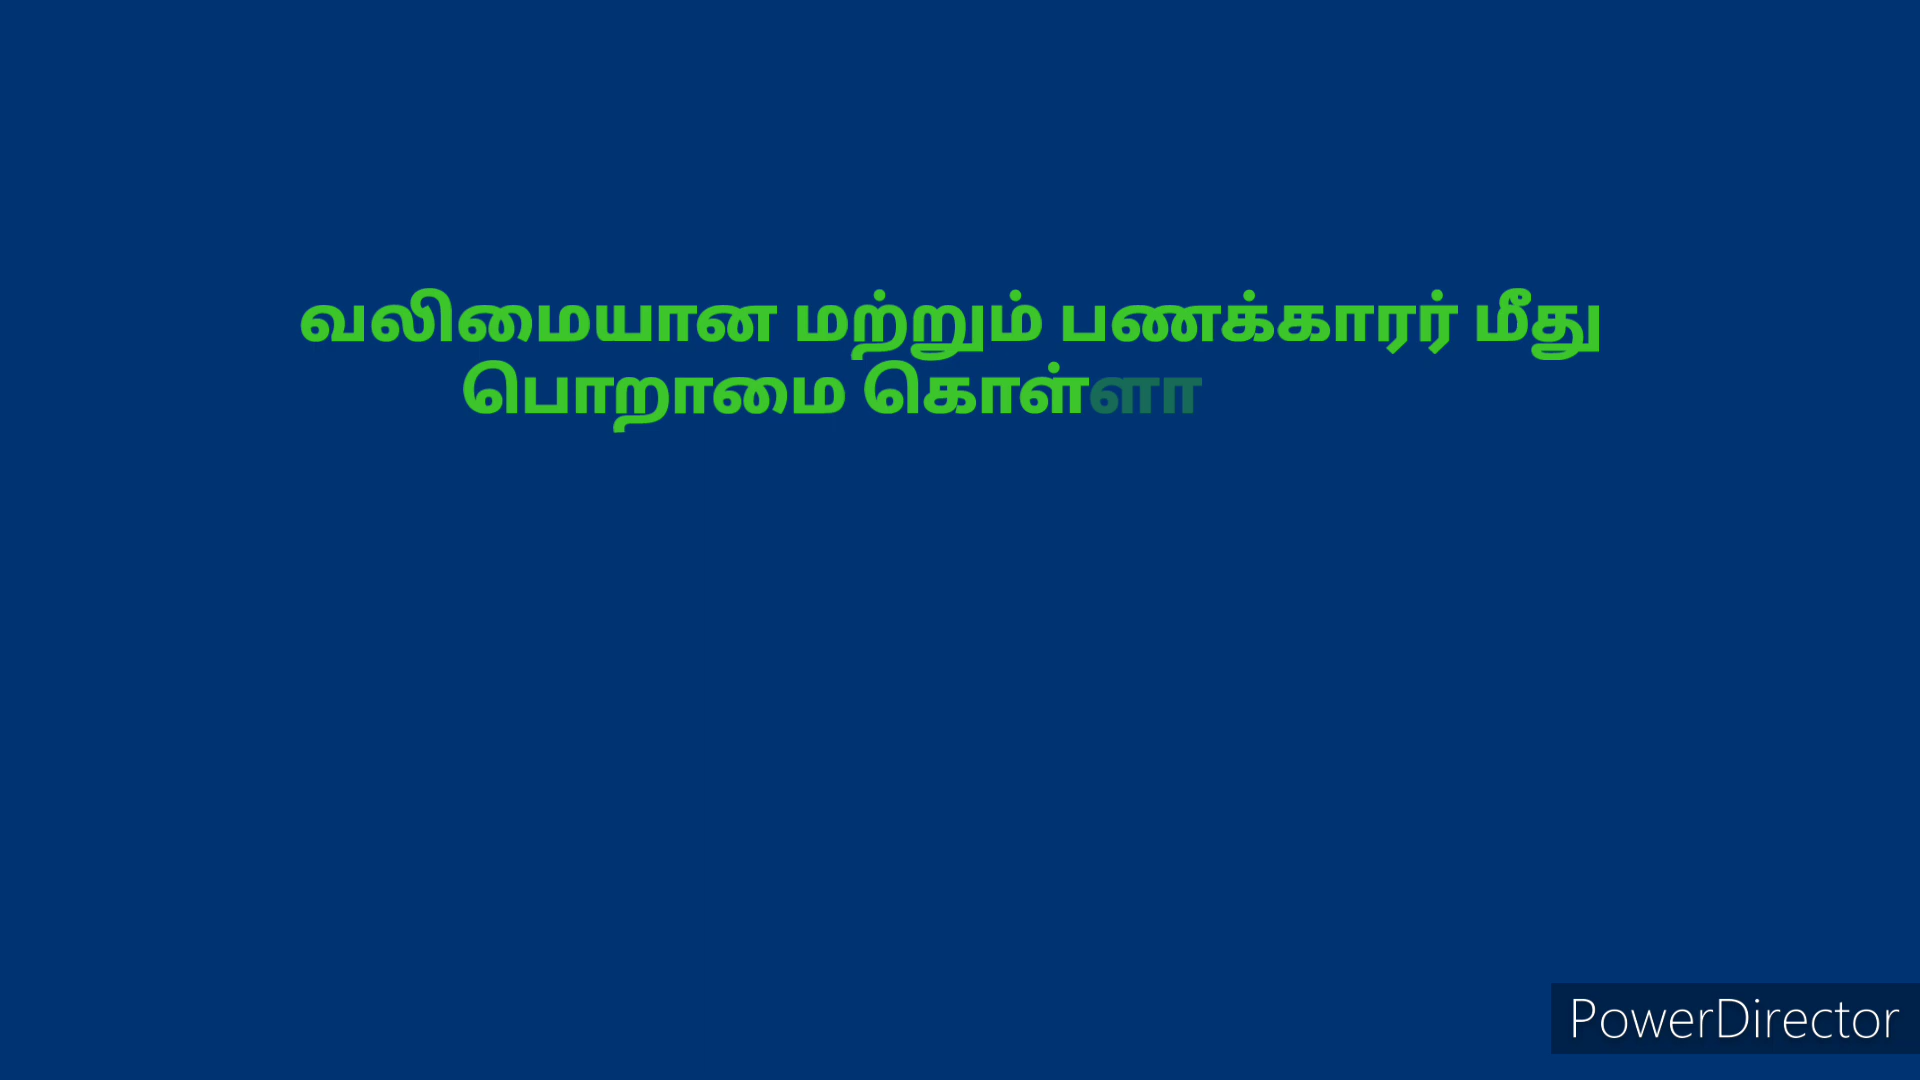 வலிமையான மற்றும் பணக்காரர் மீது
பொறாமை கொள்ளா
PowerDirector